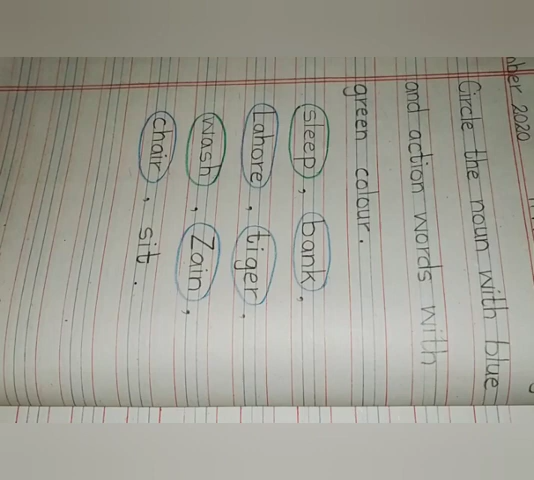 ber 2020
Circle the noun with blue
and action words with
green colour.
sleep, bank,
Lahore, tiger,
wash, Zain,
chair, sit.